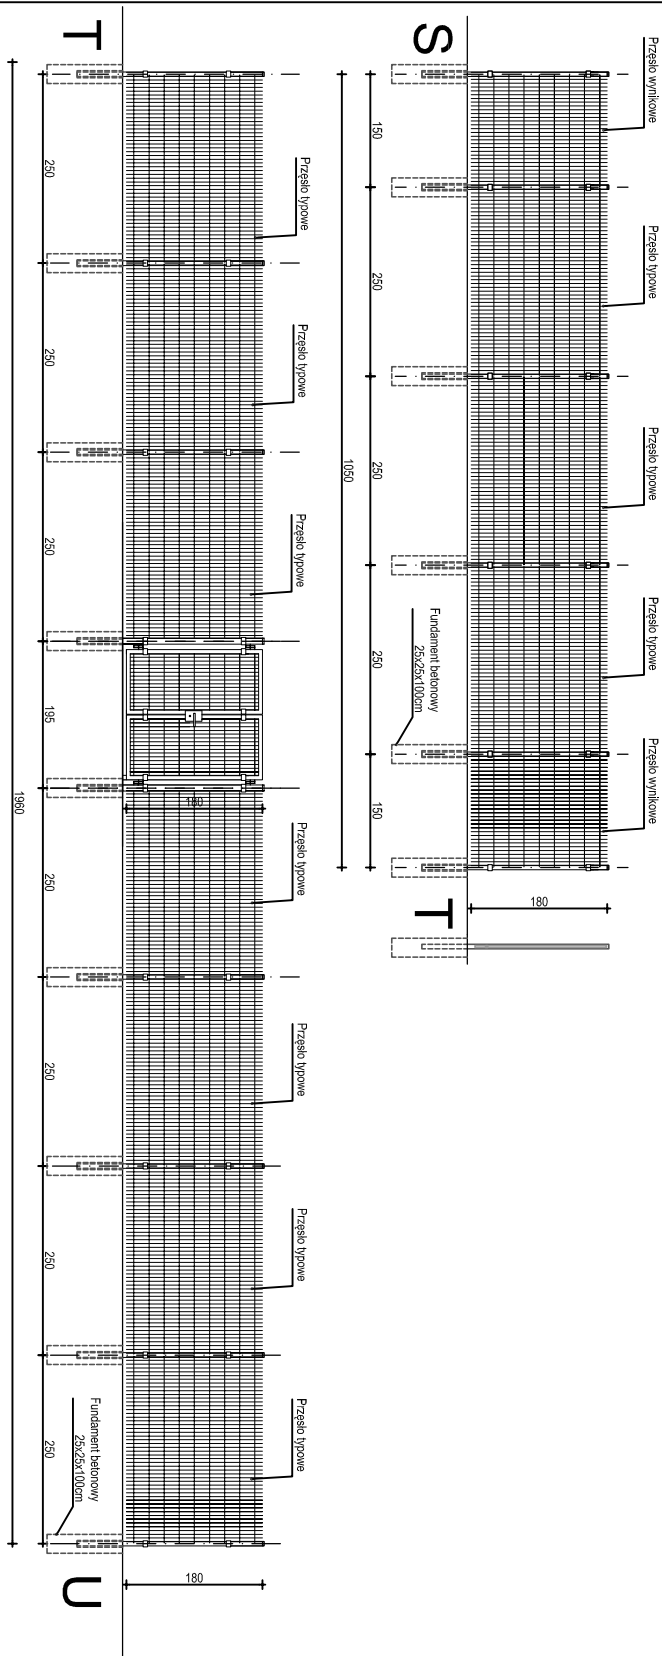 S
Przęsło wynikowe
Przęsło typowe
Przęsło typowe
Przęsło typowe
Przęsło wynikowe
150
250
250
250
150
1050
Fundament betonowy
25x25x100cm
180
T
T
Przęsło typowe
Przęsło typowe
Przęsło typowe
Przęsło typowe
Przęsło typowe
Przęsło typowe
Przęsło typowe
180
250
250
250
195
250
250
250
250
1960
Fundament betonowy
25x25x100cm
180
U